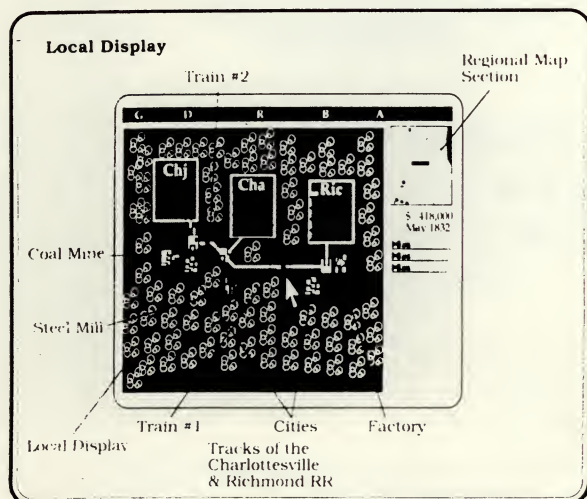 Local Display
Regional Map
Section
Train #2
G D R B A
Chj
Cha
Ric
$ 418,000
May 1832
Coal Mine
Steel Mill
Local Display
Train #1
Cities
Factory
Tracks of the
Charlottesville
& Richmond RR